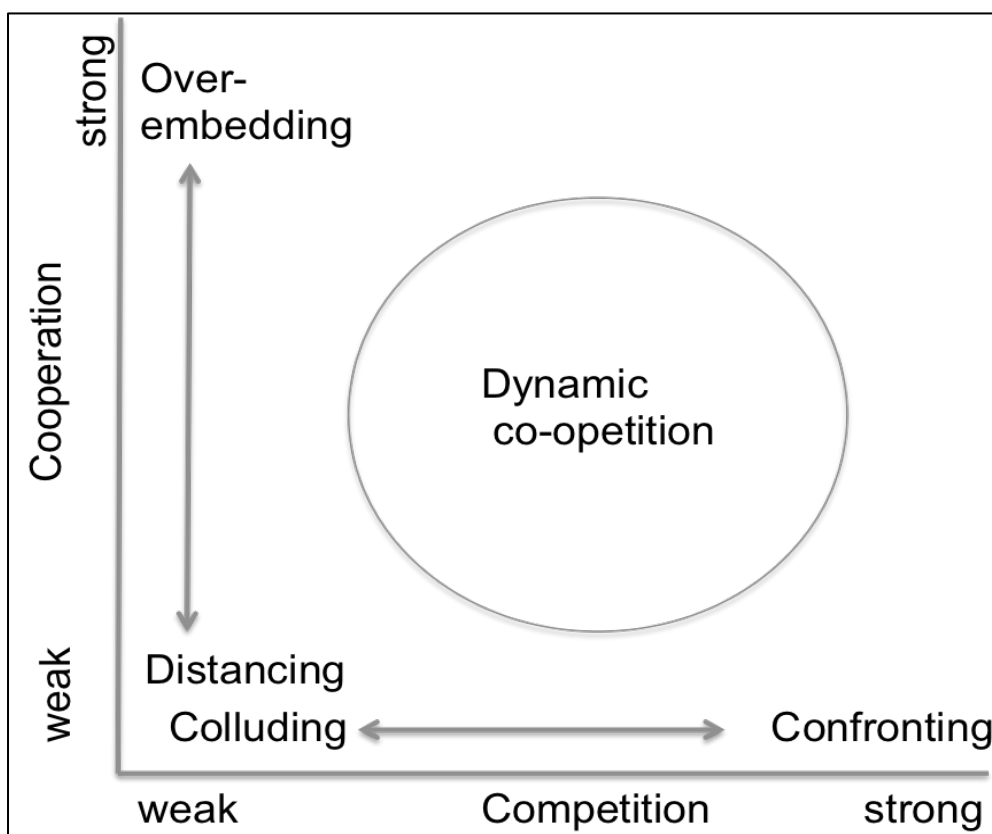 strong
Over-
embedding
Cooperation
Dynamic
co-opetition
weak
Distancing
Colluding
Confronting
weak
Competition
strong